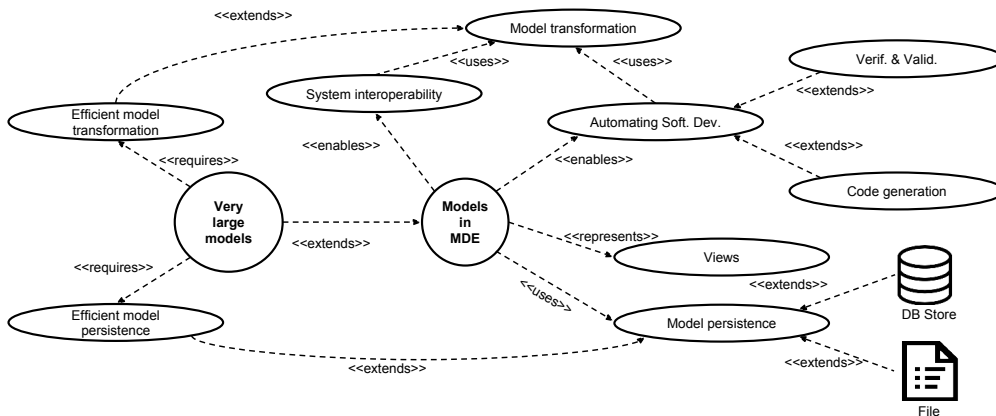 <<extends>>
Model transformation
<<uses>>
<<uses>>
Verif. & Valid.
<<extends>>
System interoperability
Efficient model
transformation
Automating Soft. Dev.
<<enables>>
<<enables>>
<<extends>>
<<requires>>
Code generation
Very
large
models
<<extends>>
Models
in
MDE
<<represents>>
Views
<<requires>>
<<uses>>
<<extends>>
DB Store
Efficient model
persistence
Model persistence
<<extends>>
<<extends>>
File